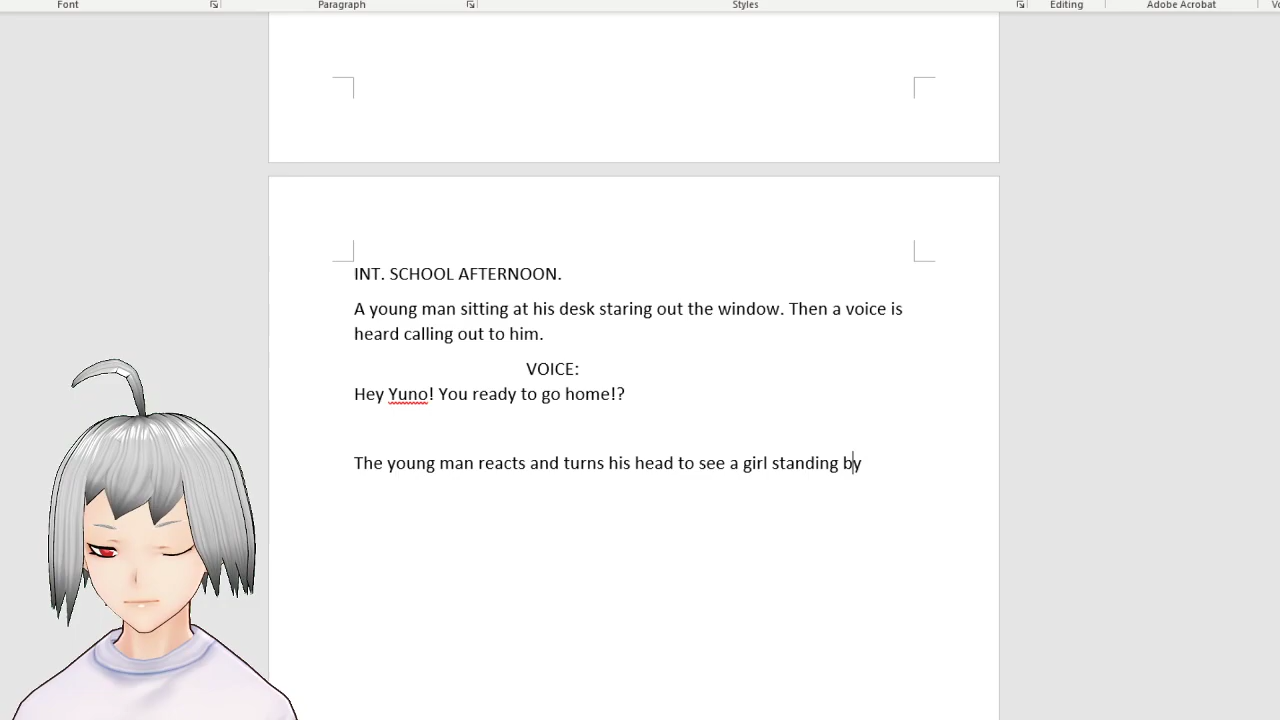 Font Paragraph Styles Editing Adobe Acrobat
INT. SCHOOL AFTERNOON.
A young man sitting at his desk staring out the window. Then a voice is
heard calling out to him.
VOICE:
Hey Yuno! You ready to go home!?
The young man reacts and turns his head to see a girl standing by